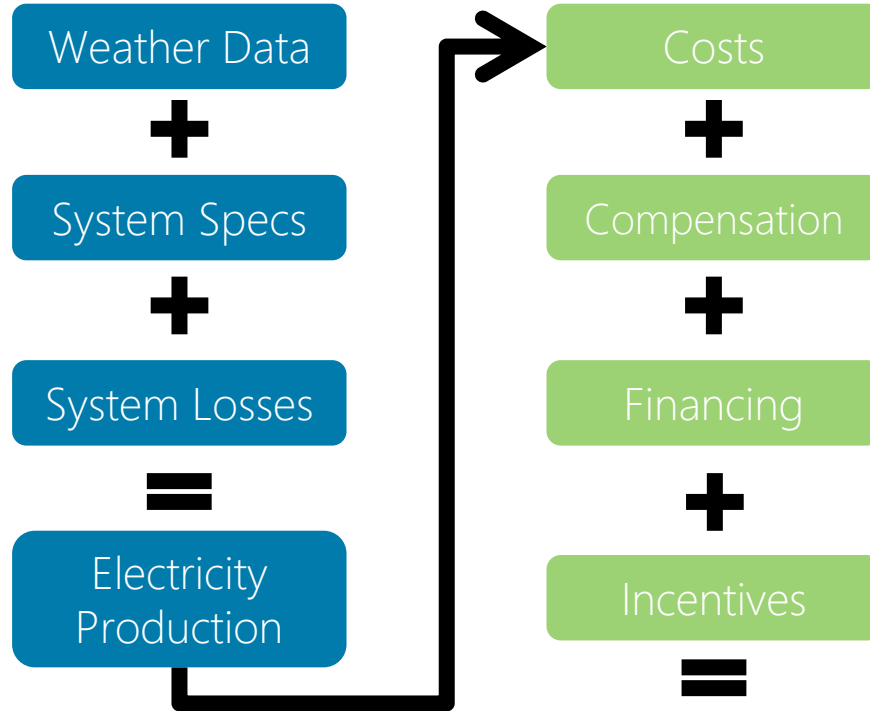 Weather Data
+
System Specs
+
System Losses
=
Electricity
Production
Costs
+
Compensation
+
Financing
+
Incentives
=